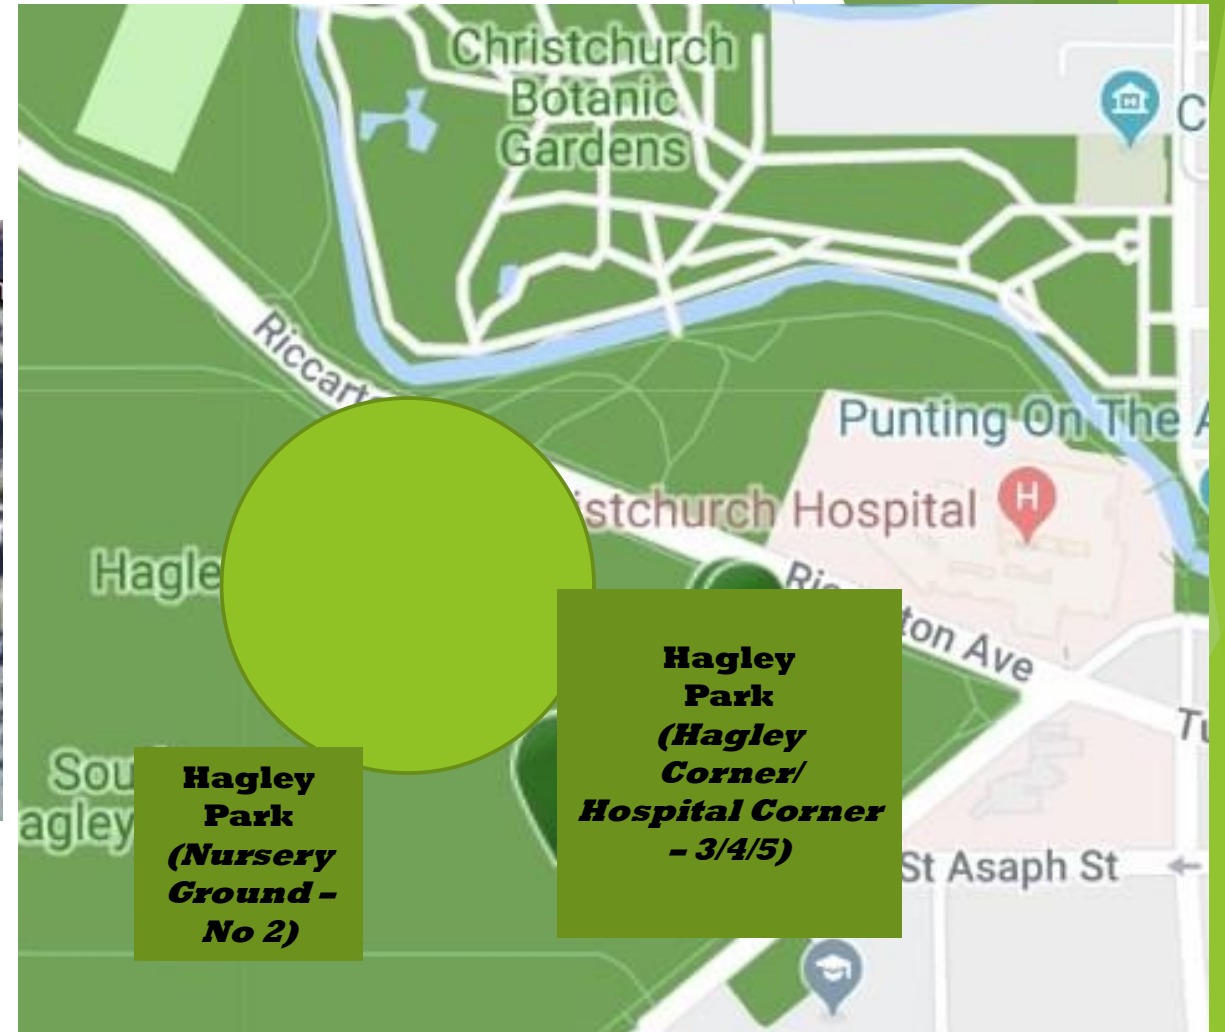 Christchurch
Botanic
Gardens
C
Riccart
Punting On The A
istchurch Hospital
H
Hagle
Ric
ton Ave
Hagley
Park
(Hagley
Corner/
Hospital Corner
– 3/4/5)
Tu
Sou
agley
Hagley
Park
(Nursery
Ground –
No 2)
St Asaph St